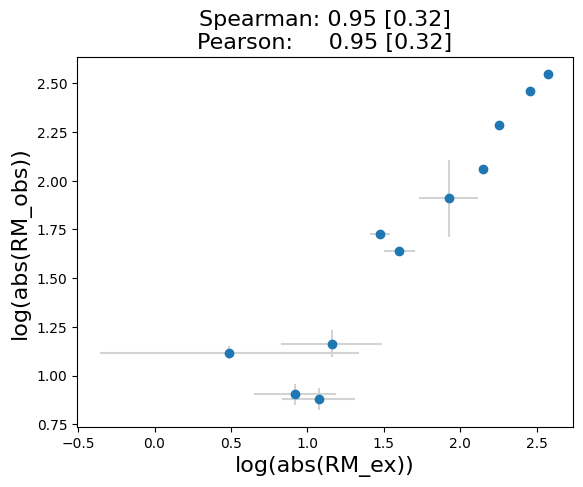 Spearman: 0.95 [0.32]
Pearson: 0.95 [0.32]
log(abs(RM_obs))
2.50
2.25
2.00
1.75
1.50
1.25
1.00
0.75
−0.5 0.0 0.5 1.0 1.5 2.0 2.5
log(abs(RM_ex))